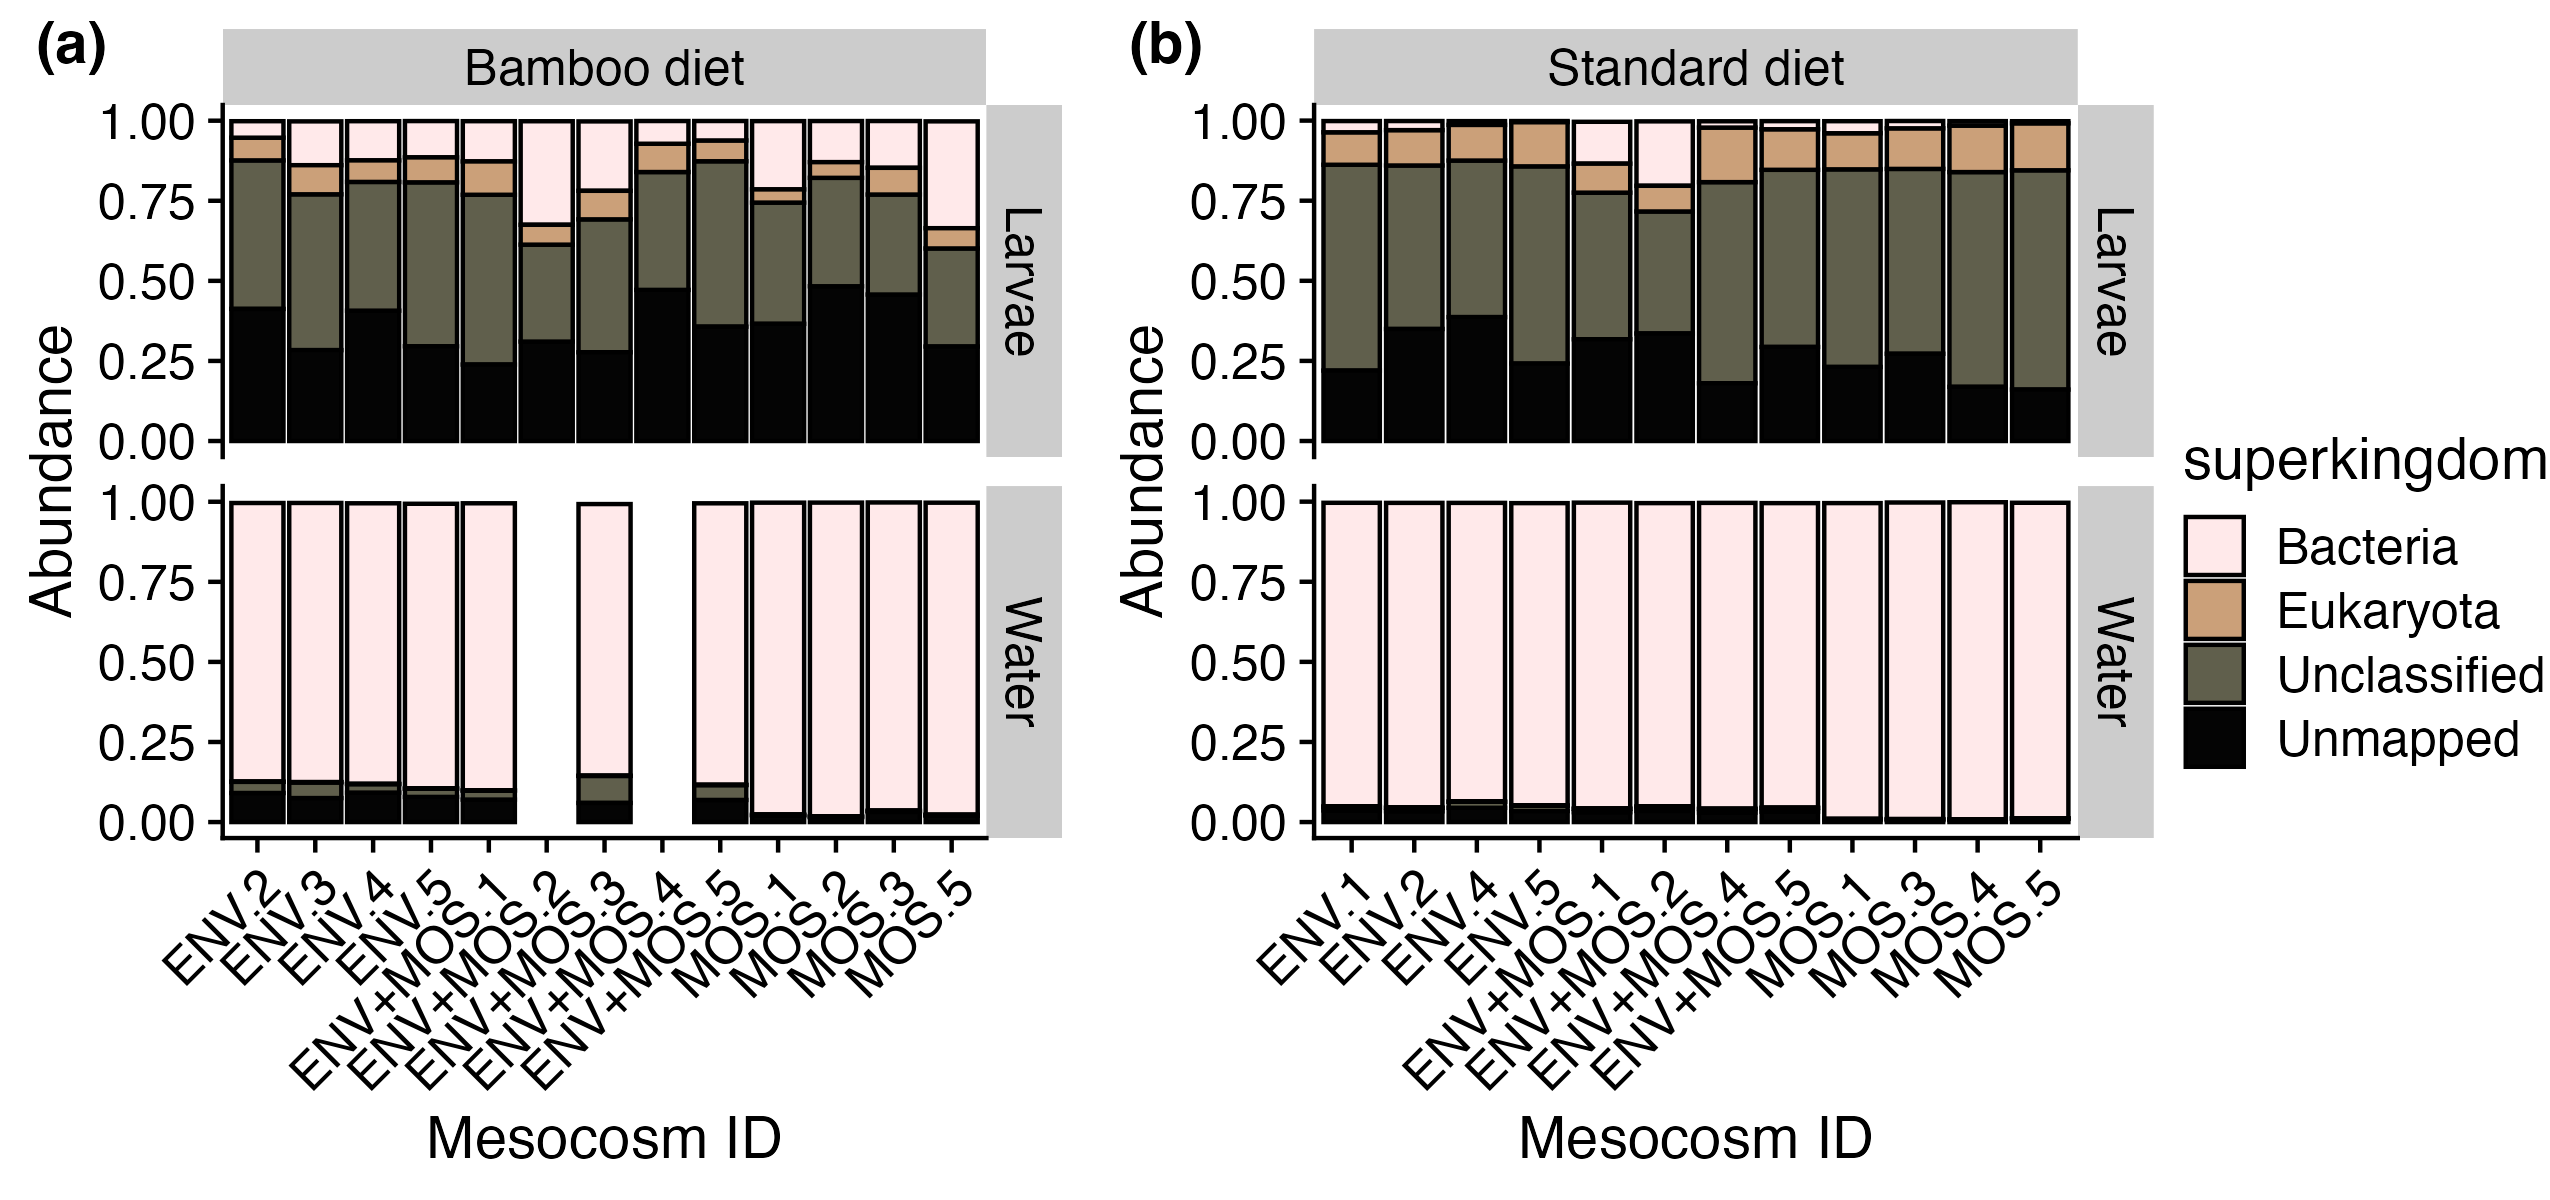 (a)
Bamboo diet
Abundance
1.00
0.75
0.50
0.25
0.00
Larvae
1.00
0.75
0.50
0.25
0.00
Water
ENV.2
ENV.3
ENV.4
ENV.5
ENV+MOS.1
ENV+MOS.2
ENV+MOS.3
ENV+MOS.4
ENV+MOS.5
MOS.1
MOS.2
MOS.3
MOS.5
Mesocosm ID
(b)
Standard diet
Abundance
1.00
0.75
0.50
0.25
0.00
Larvae
1.00
0.75
0.50
0.25
0.00
Water
ENV.1
ENV.2
ENV.4
ENV.5
ENV+MOS.1
ENV+MOS.2
ENV+MOS.4
ENV+MOS.5
MOS.1
MOS.3
MOS.4
MOS.5
Mesocosm ID
superkingdom
Bacteria
Eukaryota
Unclassified
Unmapped